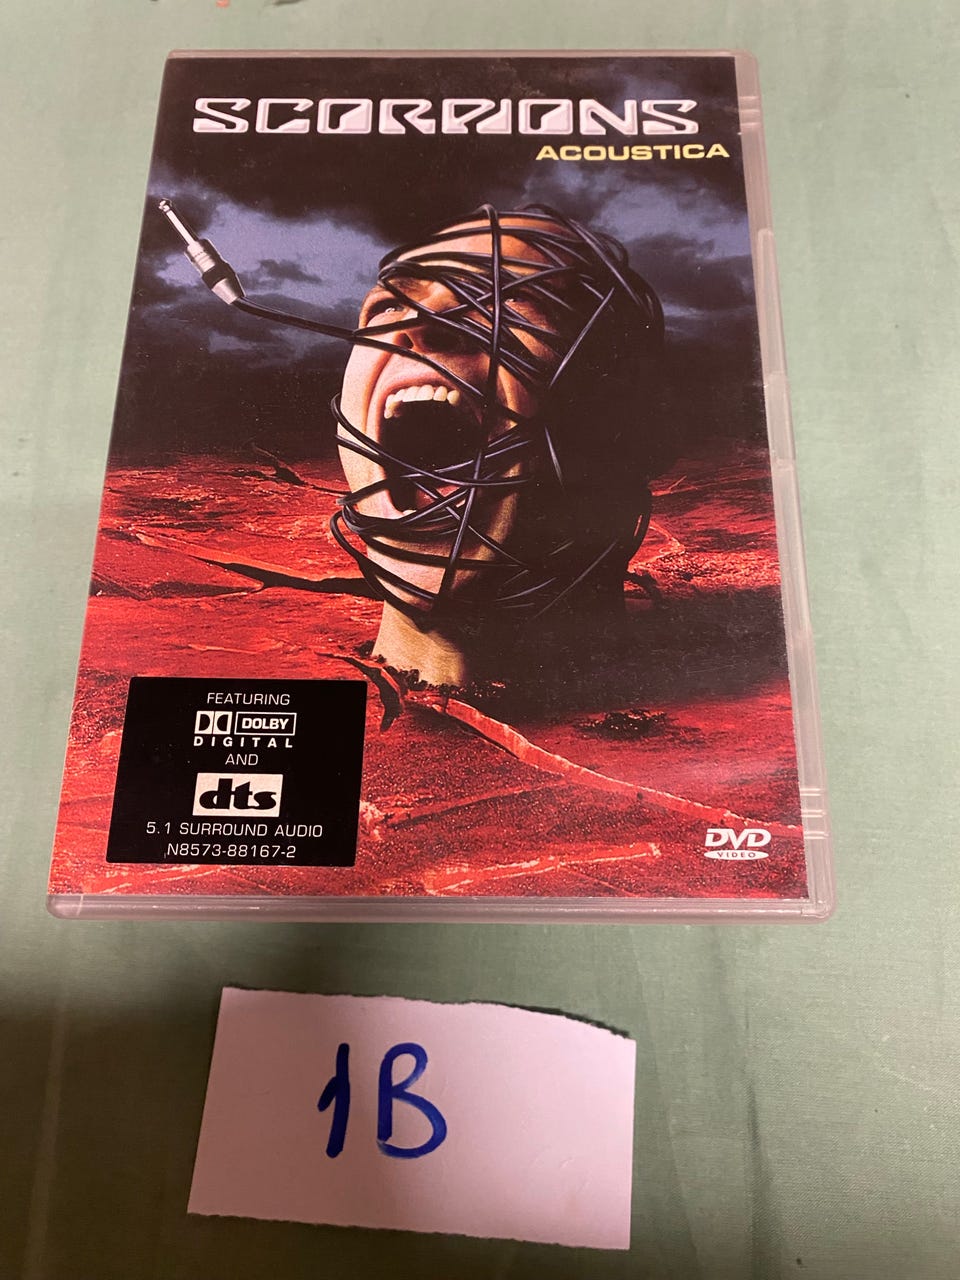 SCORPIONS
ACOUSTICA
FEATURING
DOLBY
DIGITAL
AND
dts
5.1 SURROUND AUDIO
N8573-88167-2
DVD
VIDEO
1B